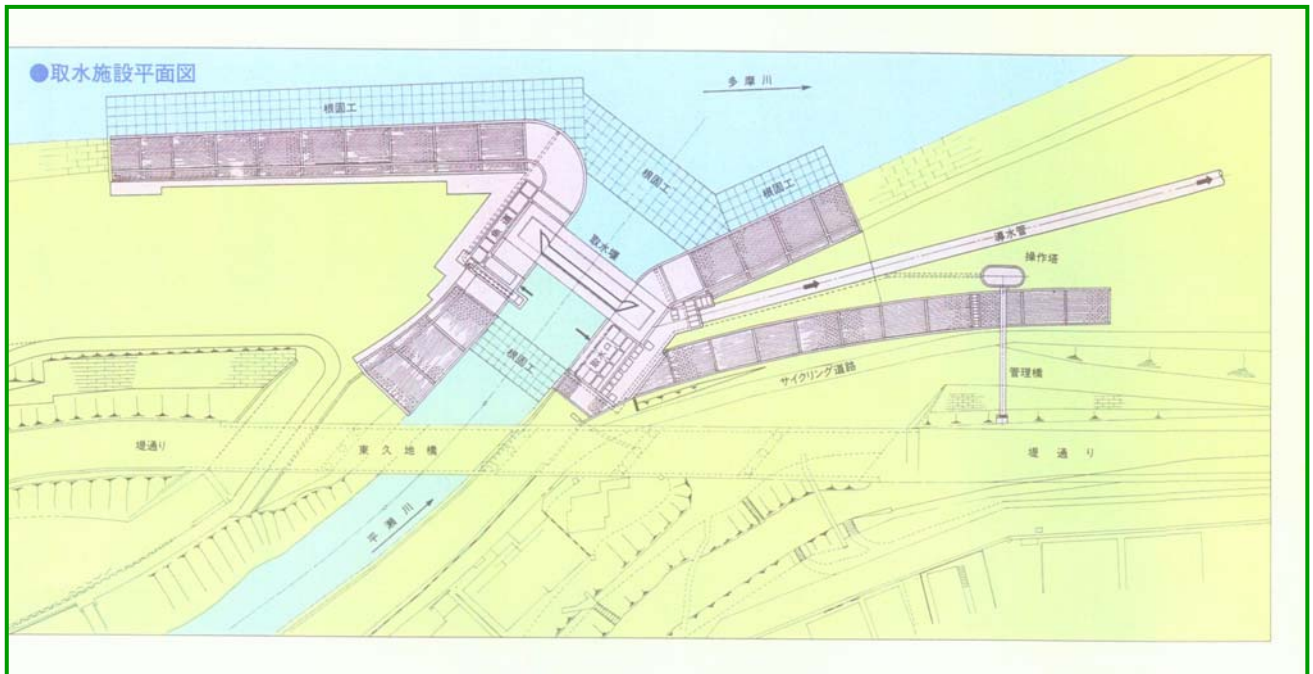 ●取水施設平面図
多摩川
根固工
根固工
根固工
魚道
取水堰
導水管
操作塔
根固工
取水口
サイクリング道路
管理橋
堤通り
東久地橋
堤通り
平瀬川